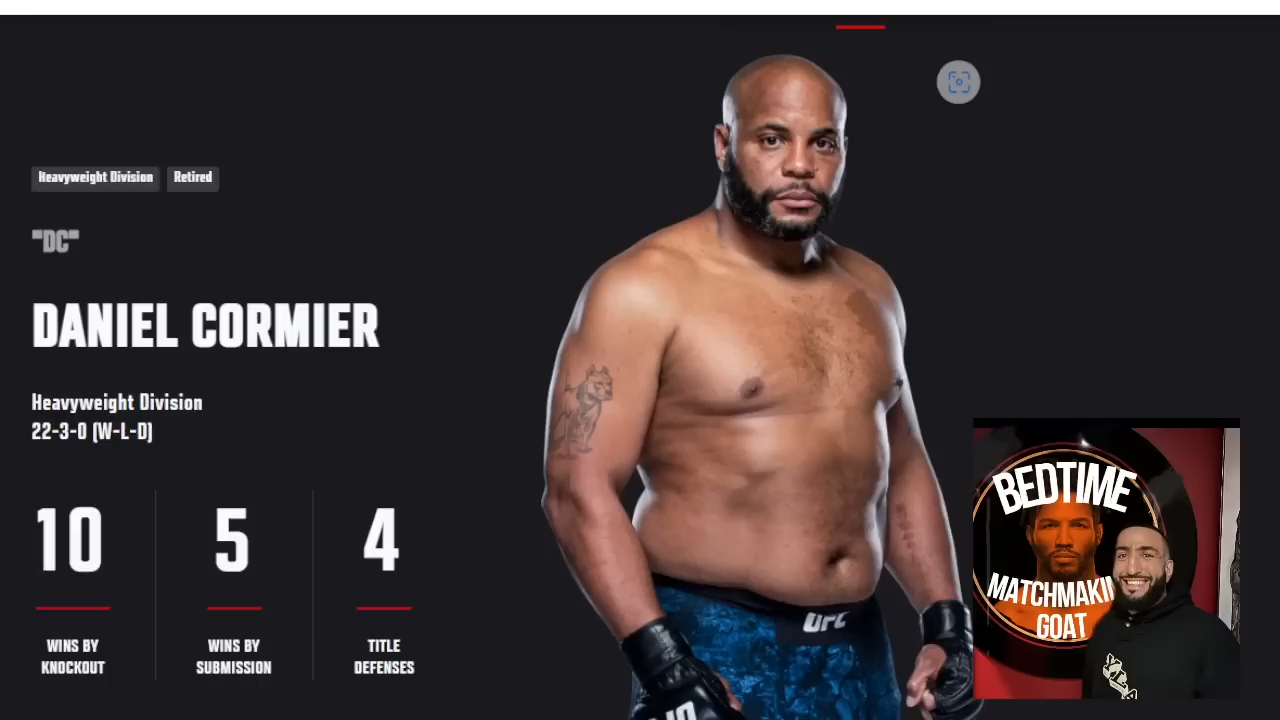 Heavyweight Division
Retired
"DC"
DANIEL CORMIER
Heavyweight Division
22-3-0 (W-L-D)
10
WINS BY
KNOCKOUT
5
WINS BY
SUBMISSION
4
TITLE
DEFENSES
UFC
BEDTIME
MATCHMAKI
GOAT